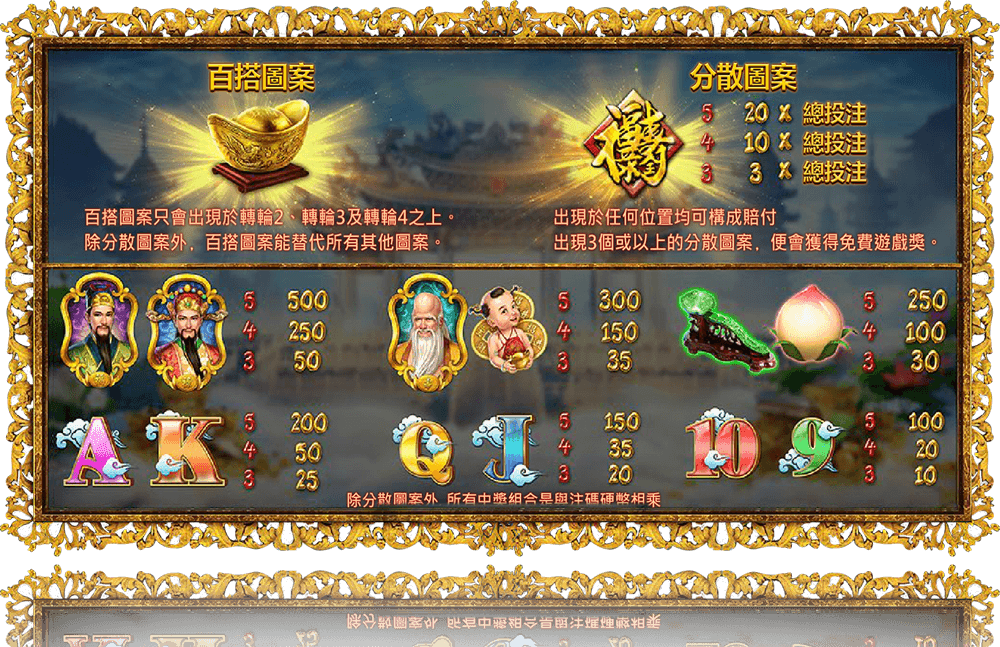 百搭圖案
百搭圖案只會出現於轉輪2、轉輪3及轉輪4之上。
除分散圖案外，百搭圖案能替代所有其他圖案。
分散圖案
5 20 X 總投注
4 10 X 總投注
3 3 X 總投注
出現於任何位置均可構成賠付
出現3個或以上的分散圖案，便會獲得免費遊戲獎。
5 500
4 250
3 50
5 300
4 150
3 35
5 250
4 100
3 30
A K
5 200
4 50
3 25
Q J
5 150
4 35
3 20
10 9
5 100
4 20
3 10
除分散圖案外 所有中獎組合是與注碼硬幣相乘